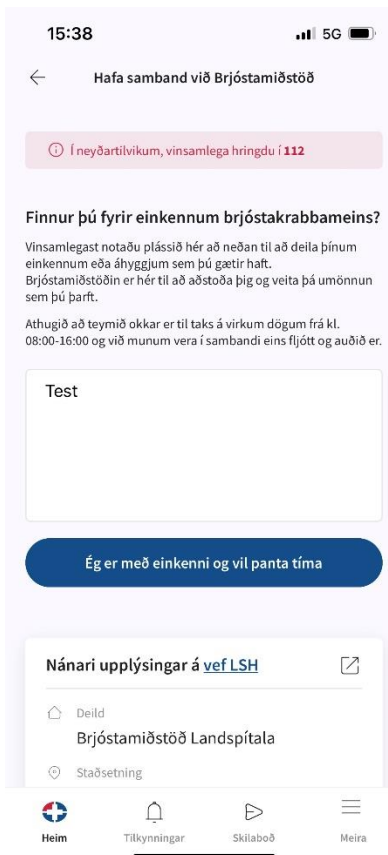 15:38
5G
Hafa samband við Brjóstamiðstöð
Í neyðartilvikum, vinsamlega hringdu í 112
Finnur þú fyrir einkennum brjóstakrabbameins?
Vinsamlegast notaðu plássið hér að neðan til að deila þínum
einkennum eða áhyggjum sem þú gætir haft.
Brjóstamiðstöðin er hér til að aðstoða þig og veita þá umönnun
sem þú þarft.
Athugið að teymið okkar er til taks á virkum dögum frá kl.
08:00-16:00 og við munum vera í sambandi eins fljótt og auðið er.
Test
Ég er með einkenni og vil panta tíma
Nánari upplýsingar á vef LSH
Deild
Brjóstamiðstöð Landspítala
Staðsetning
Heim Tilkynningar Skilaboð Meira